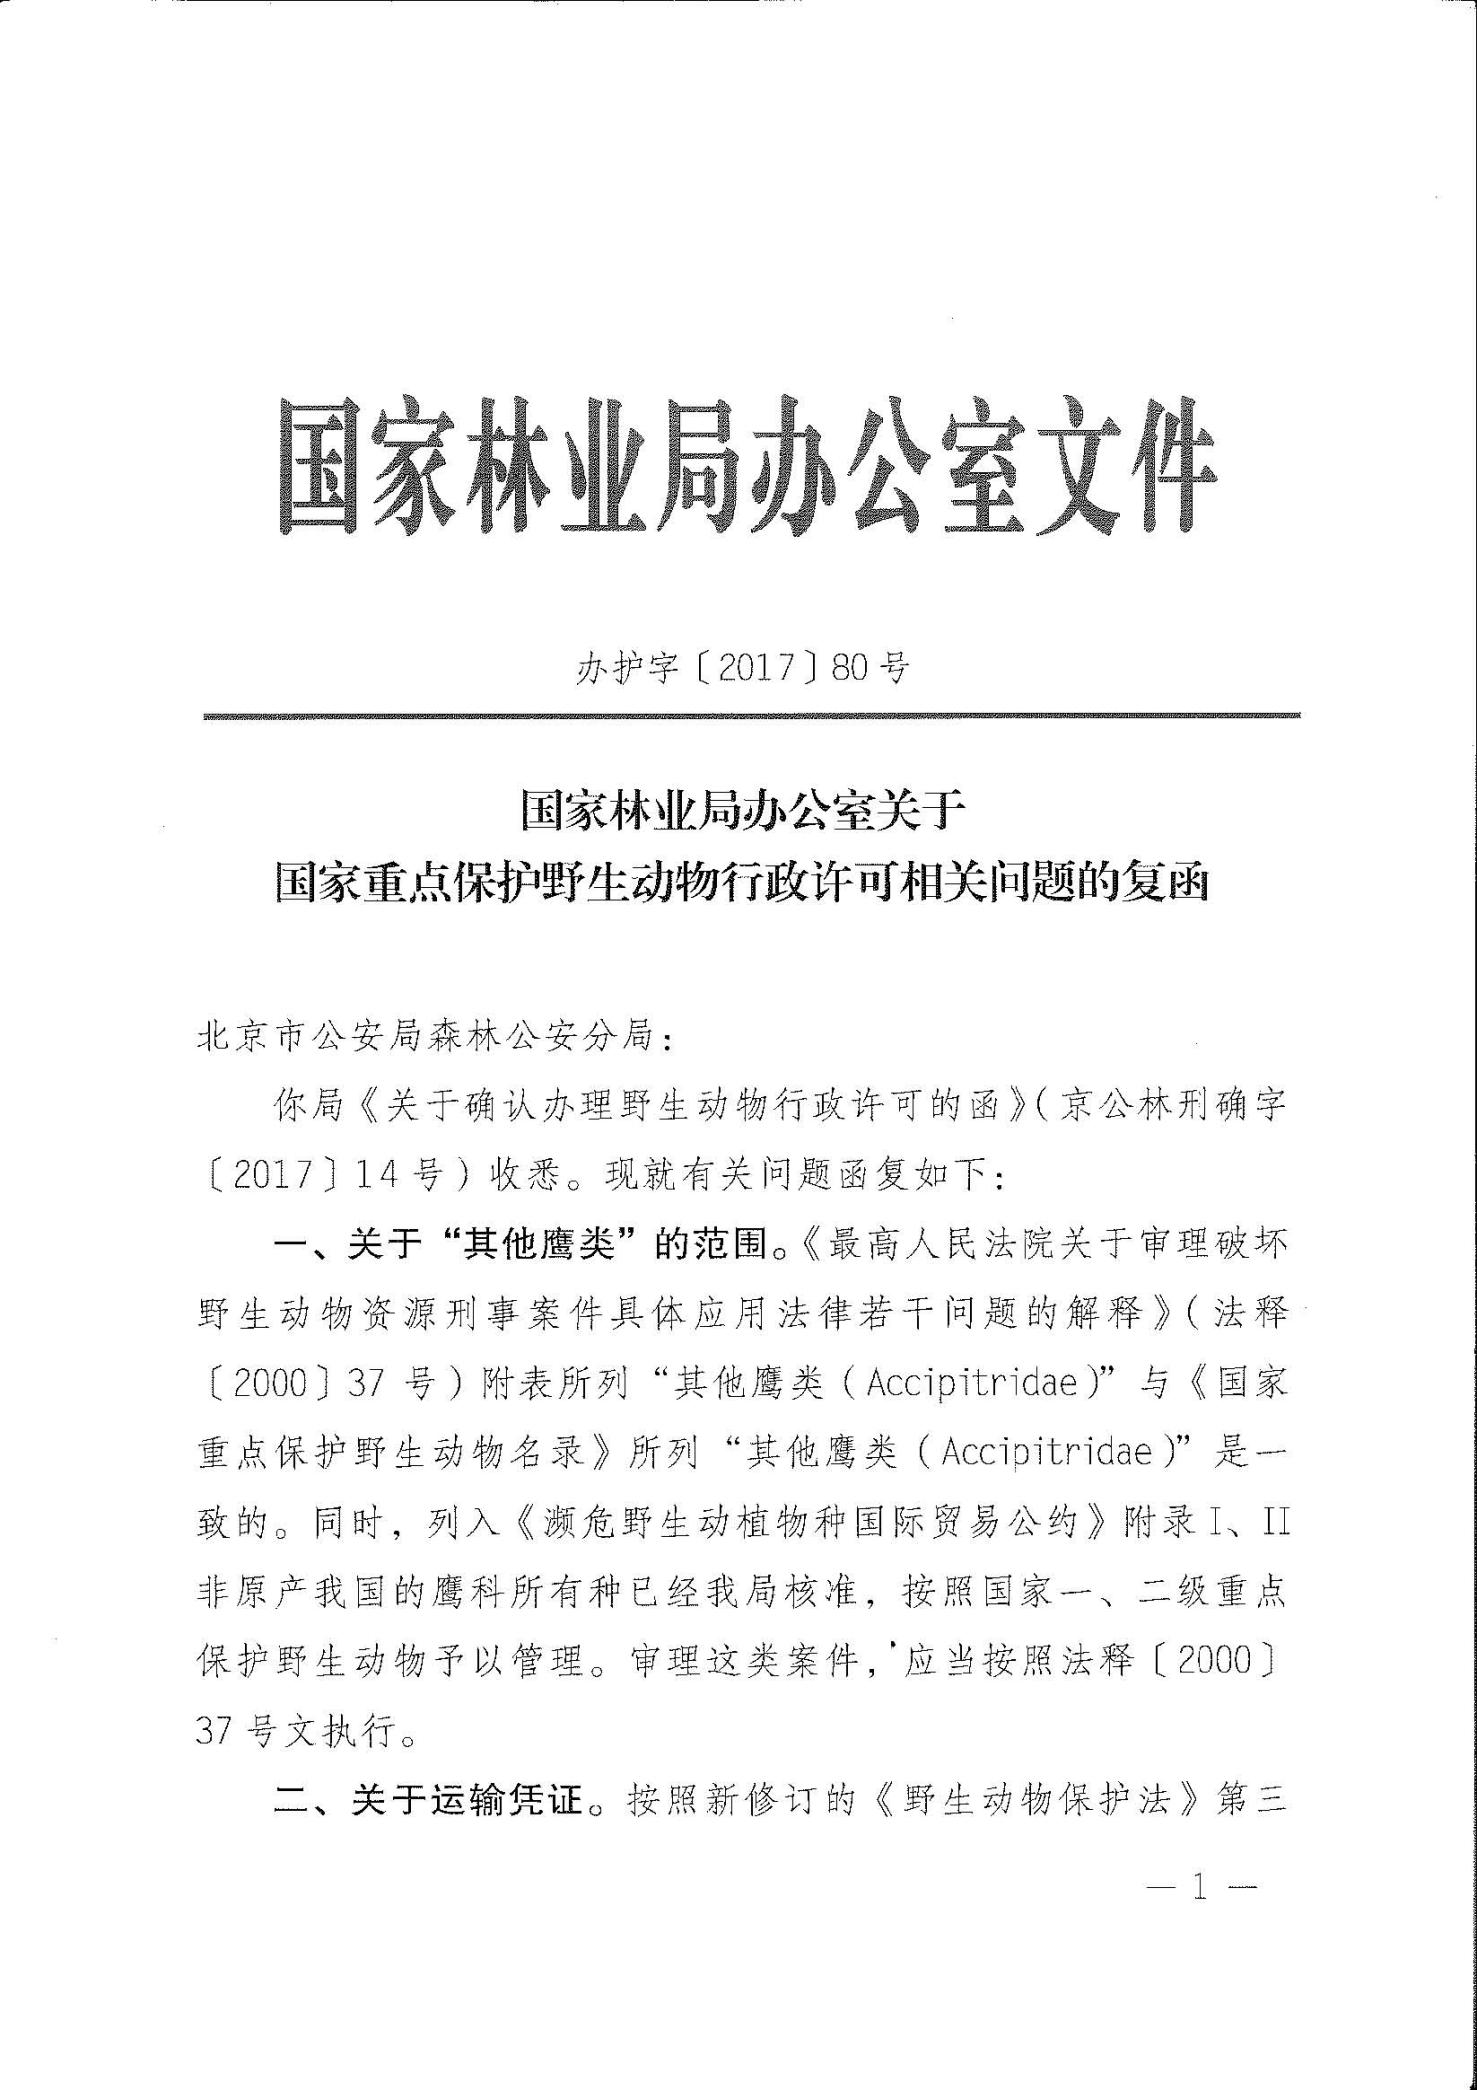 国家林业局办公室文件
办护字〔2017〕80号
国家林业局办公室关于
国家重点保护野生动物行政许可相关问题的复函
北京市公安局森林公安分局：
你局《关于确认办理野生动物行政许可的函》（京公林刑确字
〔2017〕14号）收悉。现就有关问题函复如下：
一、关于“其他鹰类”的范围。《最高人民法院关于审理破坏
野生动物资源刑事案件具体应用法律若干问题的解释》（法释
〔2000〕37号）附表所列“其他鹰类（Accipitridae）”与《国家
重点保护野生动物名录》所列“其他鹰类（Accipitridae）”是一
致的。同时，列入《濒危野生动植物种国际贸易公约》附录I、II
非原产我国的鹰科所有种已经我局核准，按照国家一、二级重点
保护野生动物予以管理。审理这类案件，应当按照法释〔2000〕
37号文执行。
二、关于运输凭证。按照新修订的《野生动物保护法》第三
— 1 —